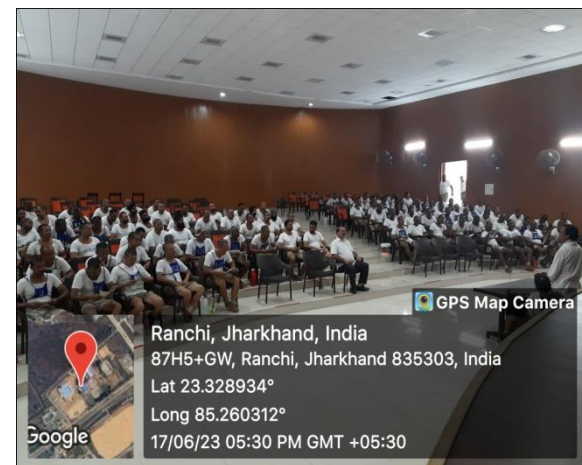 GPS Map Camera
Ranchi, Jharkhand, India
87H5+GW, Ranchi, Jharkhand 835303, India
Lat 23.328934°
Long 85.260312°
17/06/23 05:30 PM GMT +05:30
Google